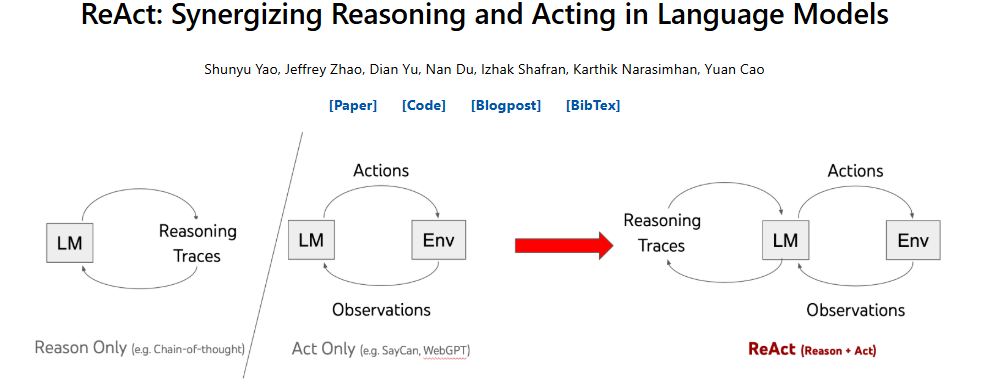 ReAct: Synergizing Reasoning and Acting in Language Models
Shunyu Yao, Jeffrey Zhao, Dian Yu, Nan Du, Izhak Shafran, Karthik Narasimhan, Yuan Cao
[Paper] [Code] [Blogpost] [BibTex]
LM
Reasoning
Traces
Reason Only (e.g. Chain-of-thought)
Actions
LM
Env
Observations
Act Only (e.g. SayCan, WebGPT)
Reasoning
Traces
Actions
LM
Env
Observations
ReAct (Reason + Act)